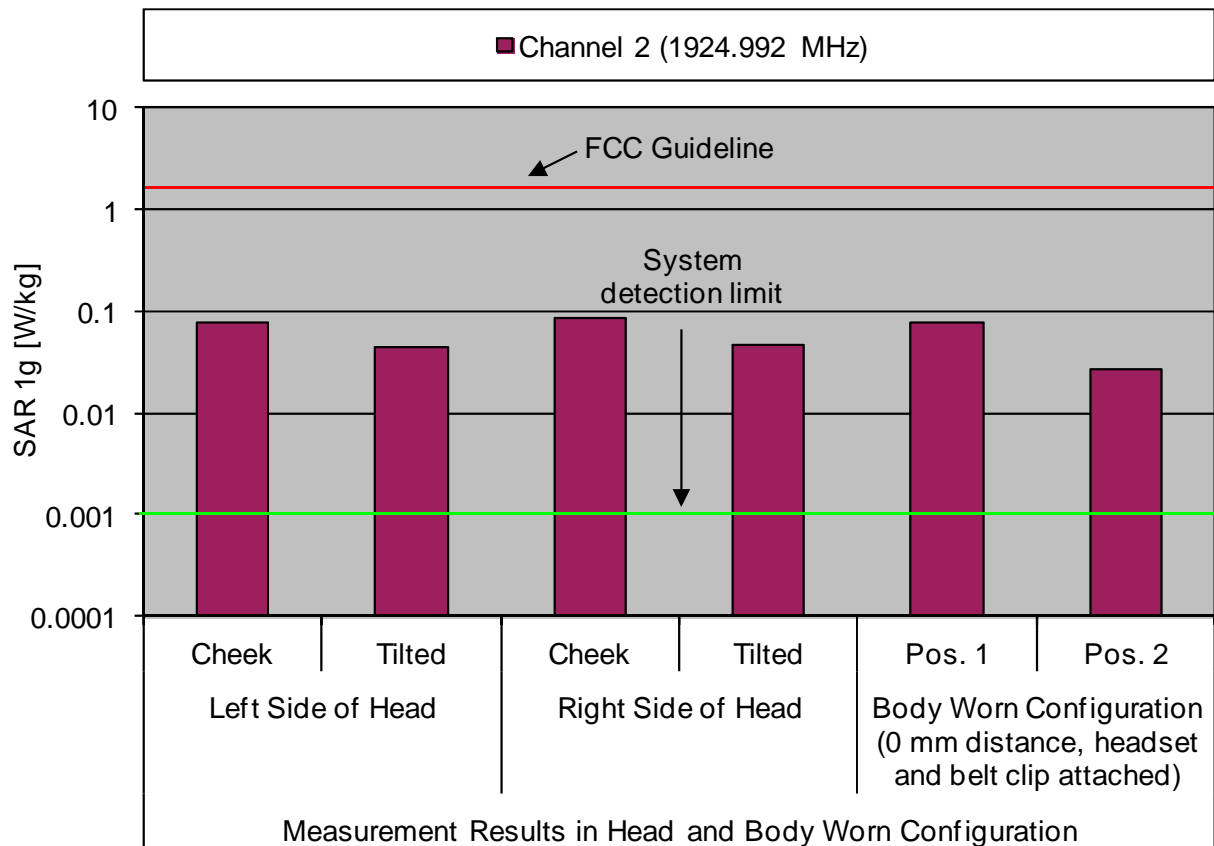 Channel 2 (1924.992 MHz)
10
FCC Guideline
1
System
detection limit
0.1
0.01
0.001
0.0001
SAR 1g [W/kg]
Cheek Tilted Cheek Tilted Pos. 1 Pos. 2
Left Side of Head Right Side of Head Body Worn Configuration
(0 mm distance, headset
and belt clip attached)
Measurement Results in Head and Body Worn Configuration